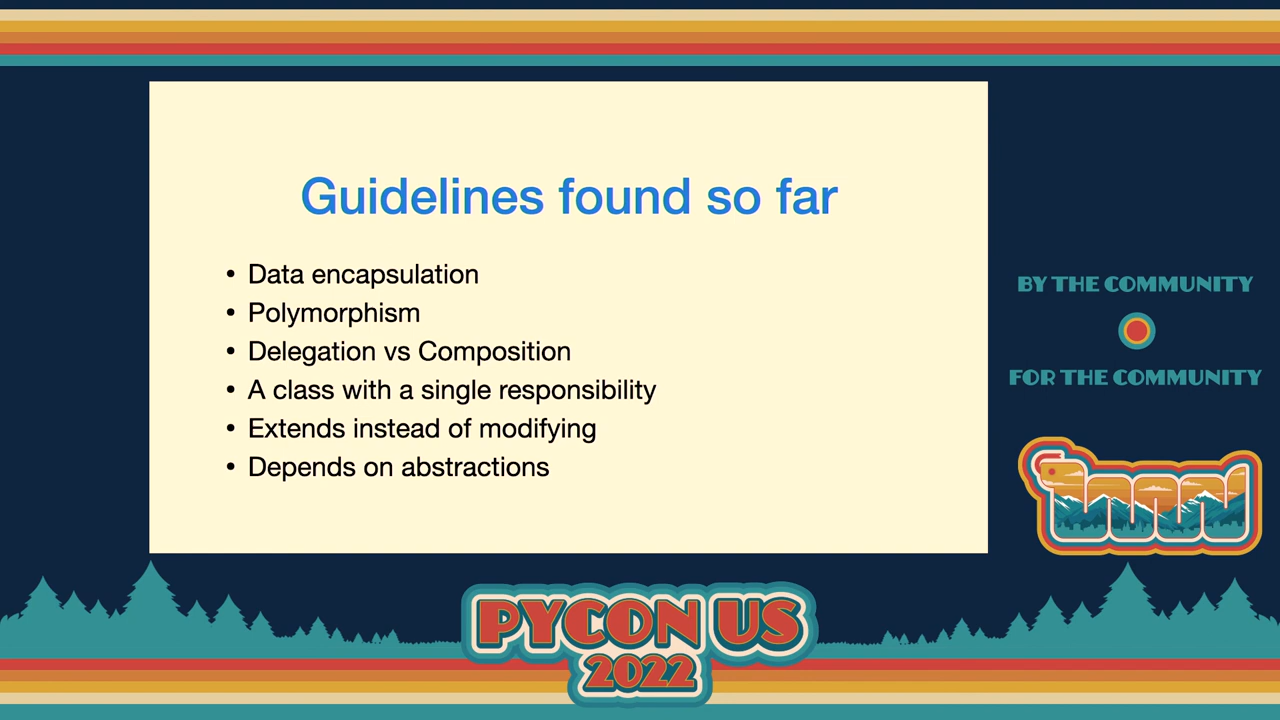 Guidelines found so far
• Data encapsulation
• Polymorphism
• Delegation vs Composition
• A class with a single responsibility
• Extends instead of modifying
• Depends on abstractions
BY THE COMMUNITY
FOR THE COMMUNITY
PYCON US
2022